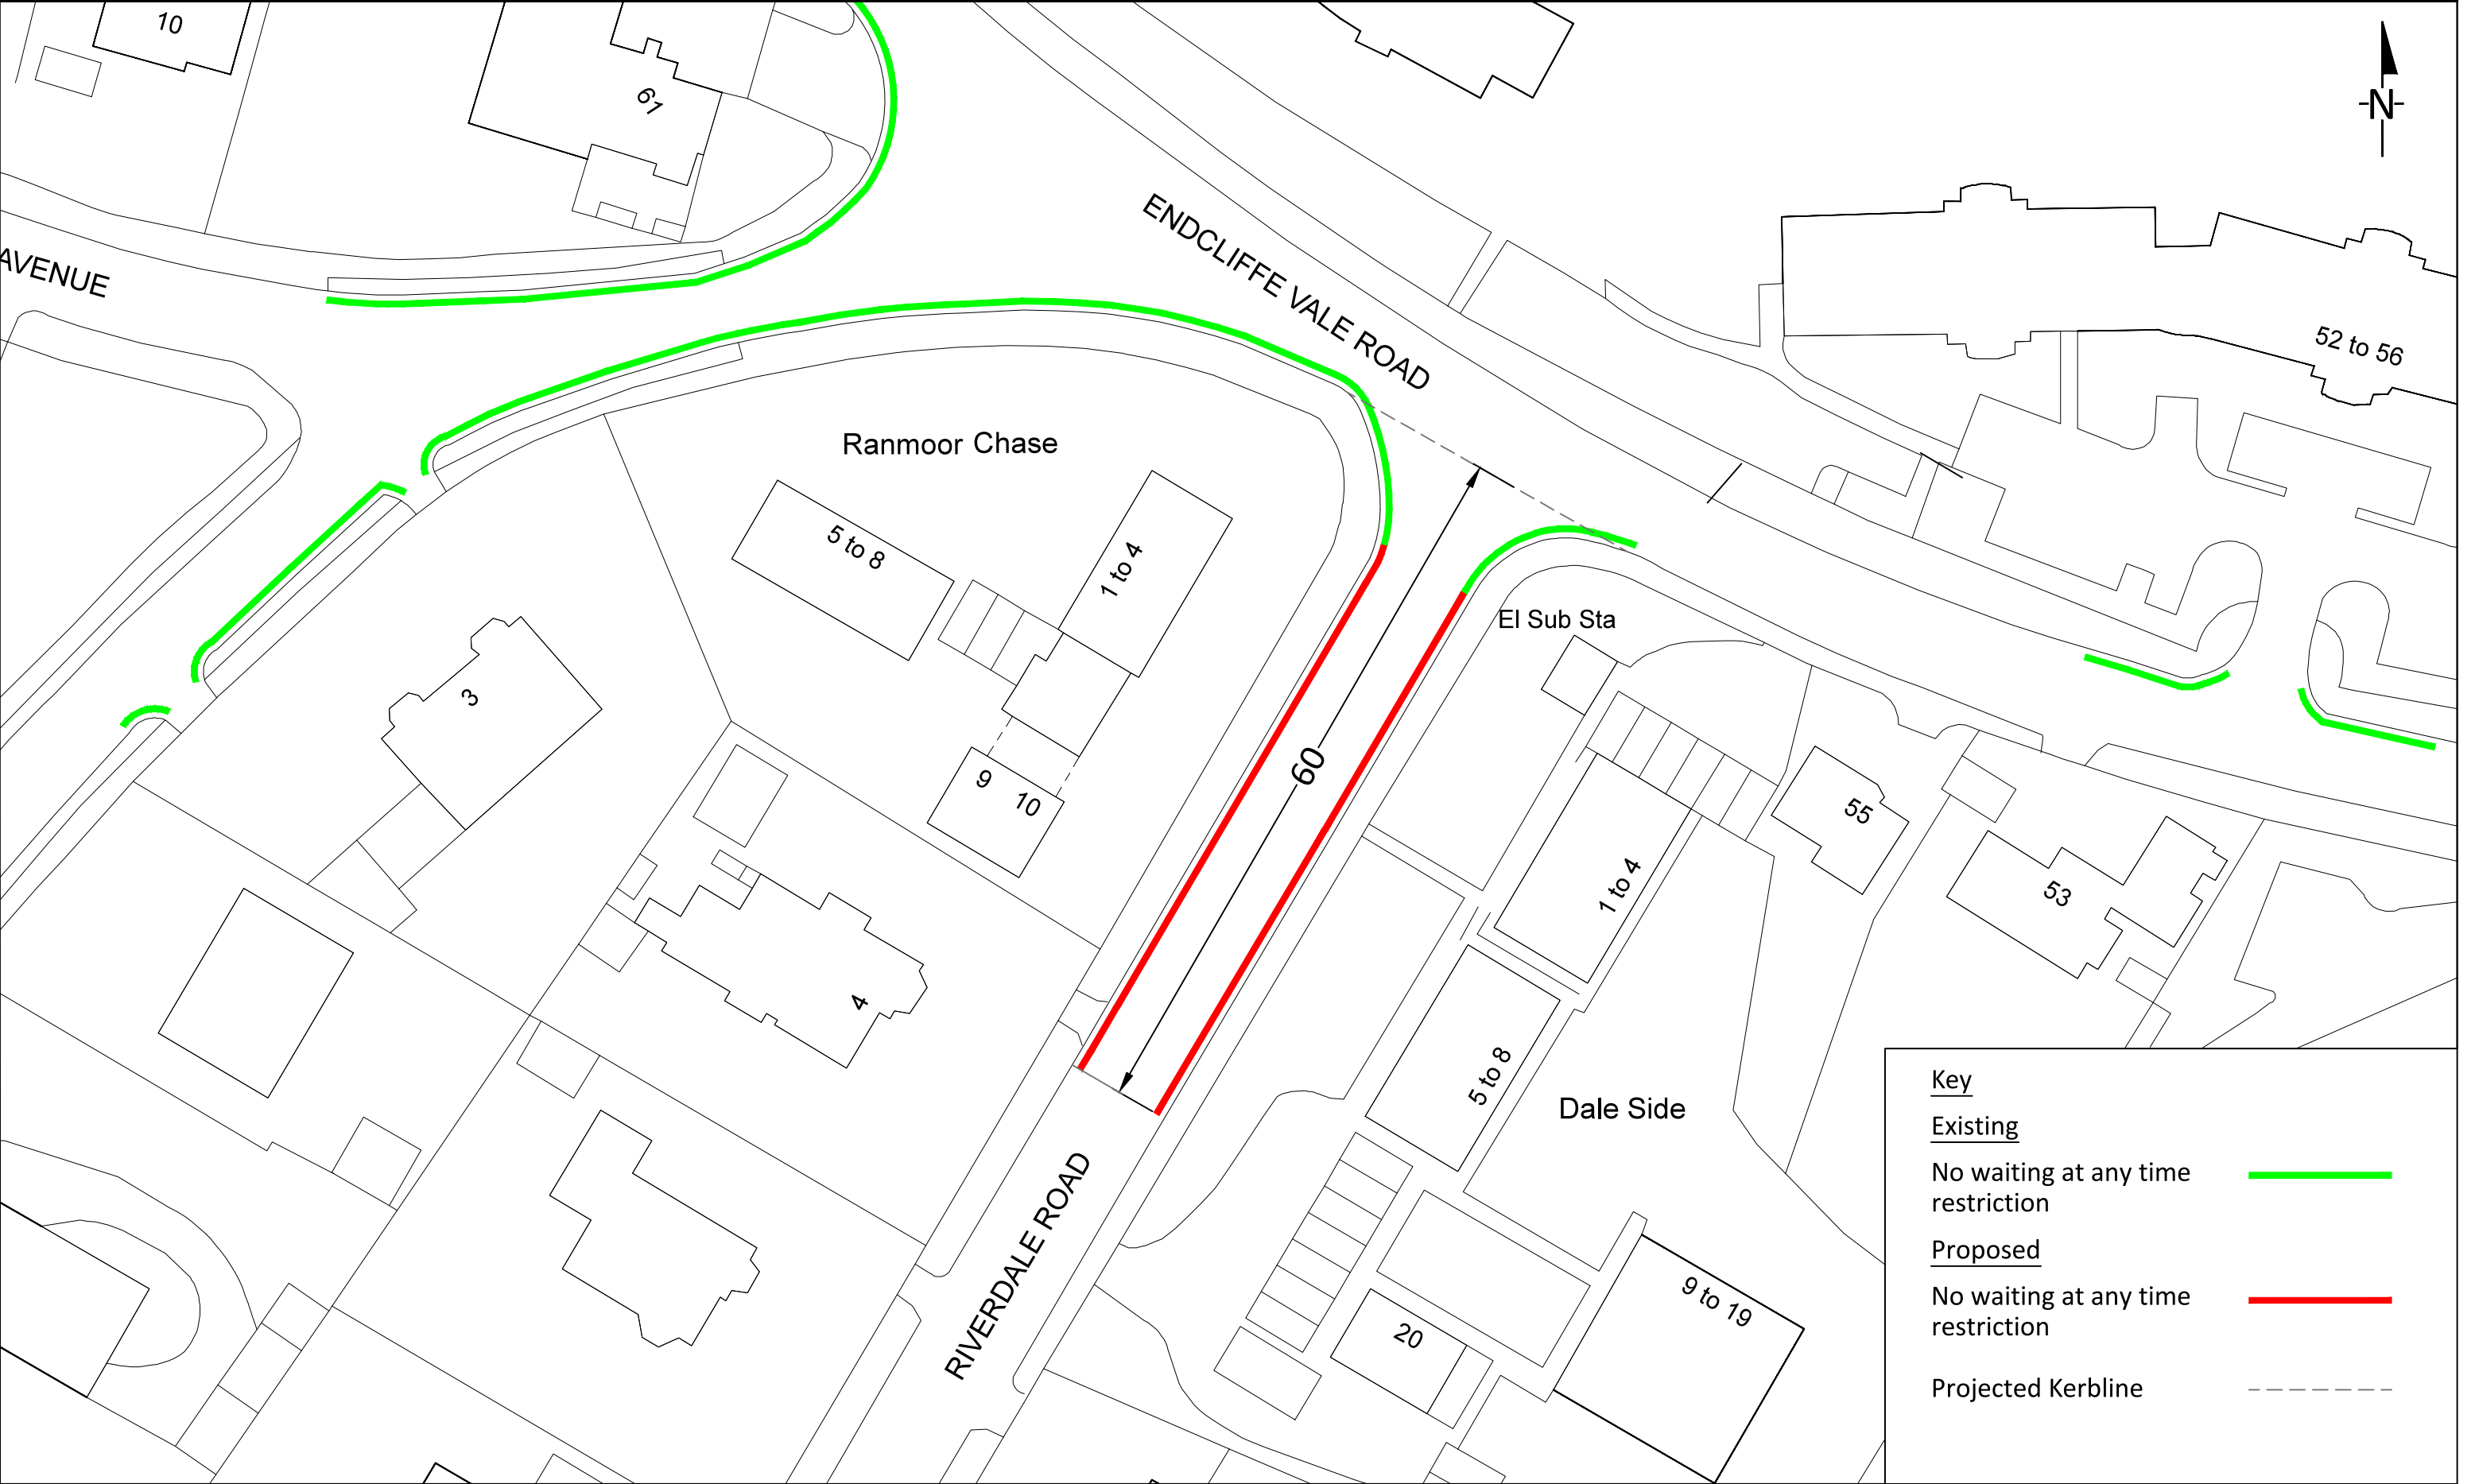 10
61
-N-
AVENUE
ENDCLIFFE VALE ROAD
52 to 56
Ranmoor Chase
5 to 8
1 to 4
El Sub Sta
3
60
9
10
55
1 to 4
53
4
5 to 8
Dale Side
RIVERDALE ROAD
9 to 19
20
Key
Existing
No waiting at any time
restriction
Proposed
No waiting at any time
restriction
Projected Kerbline